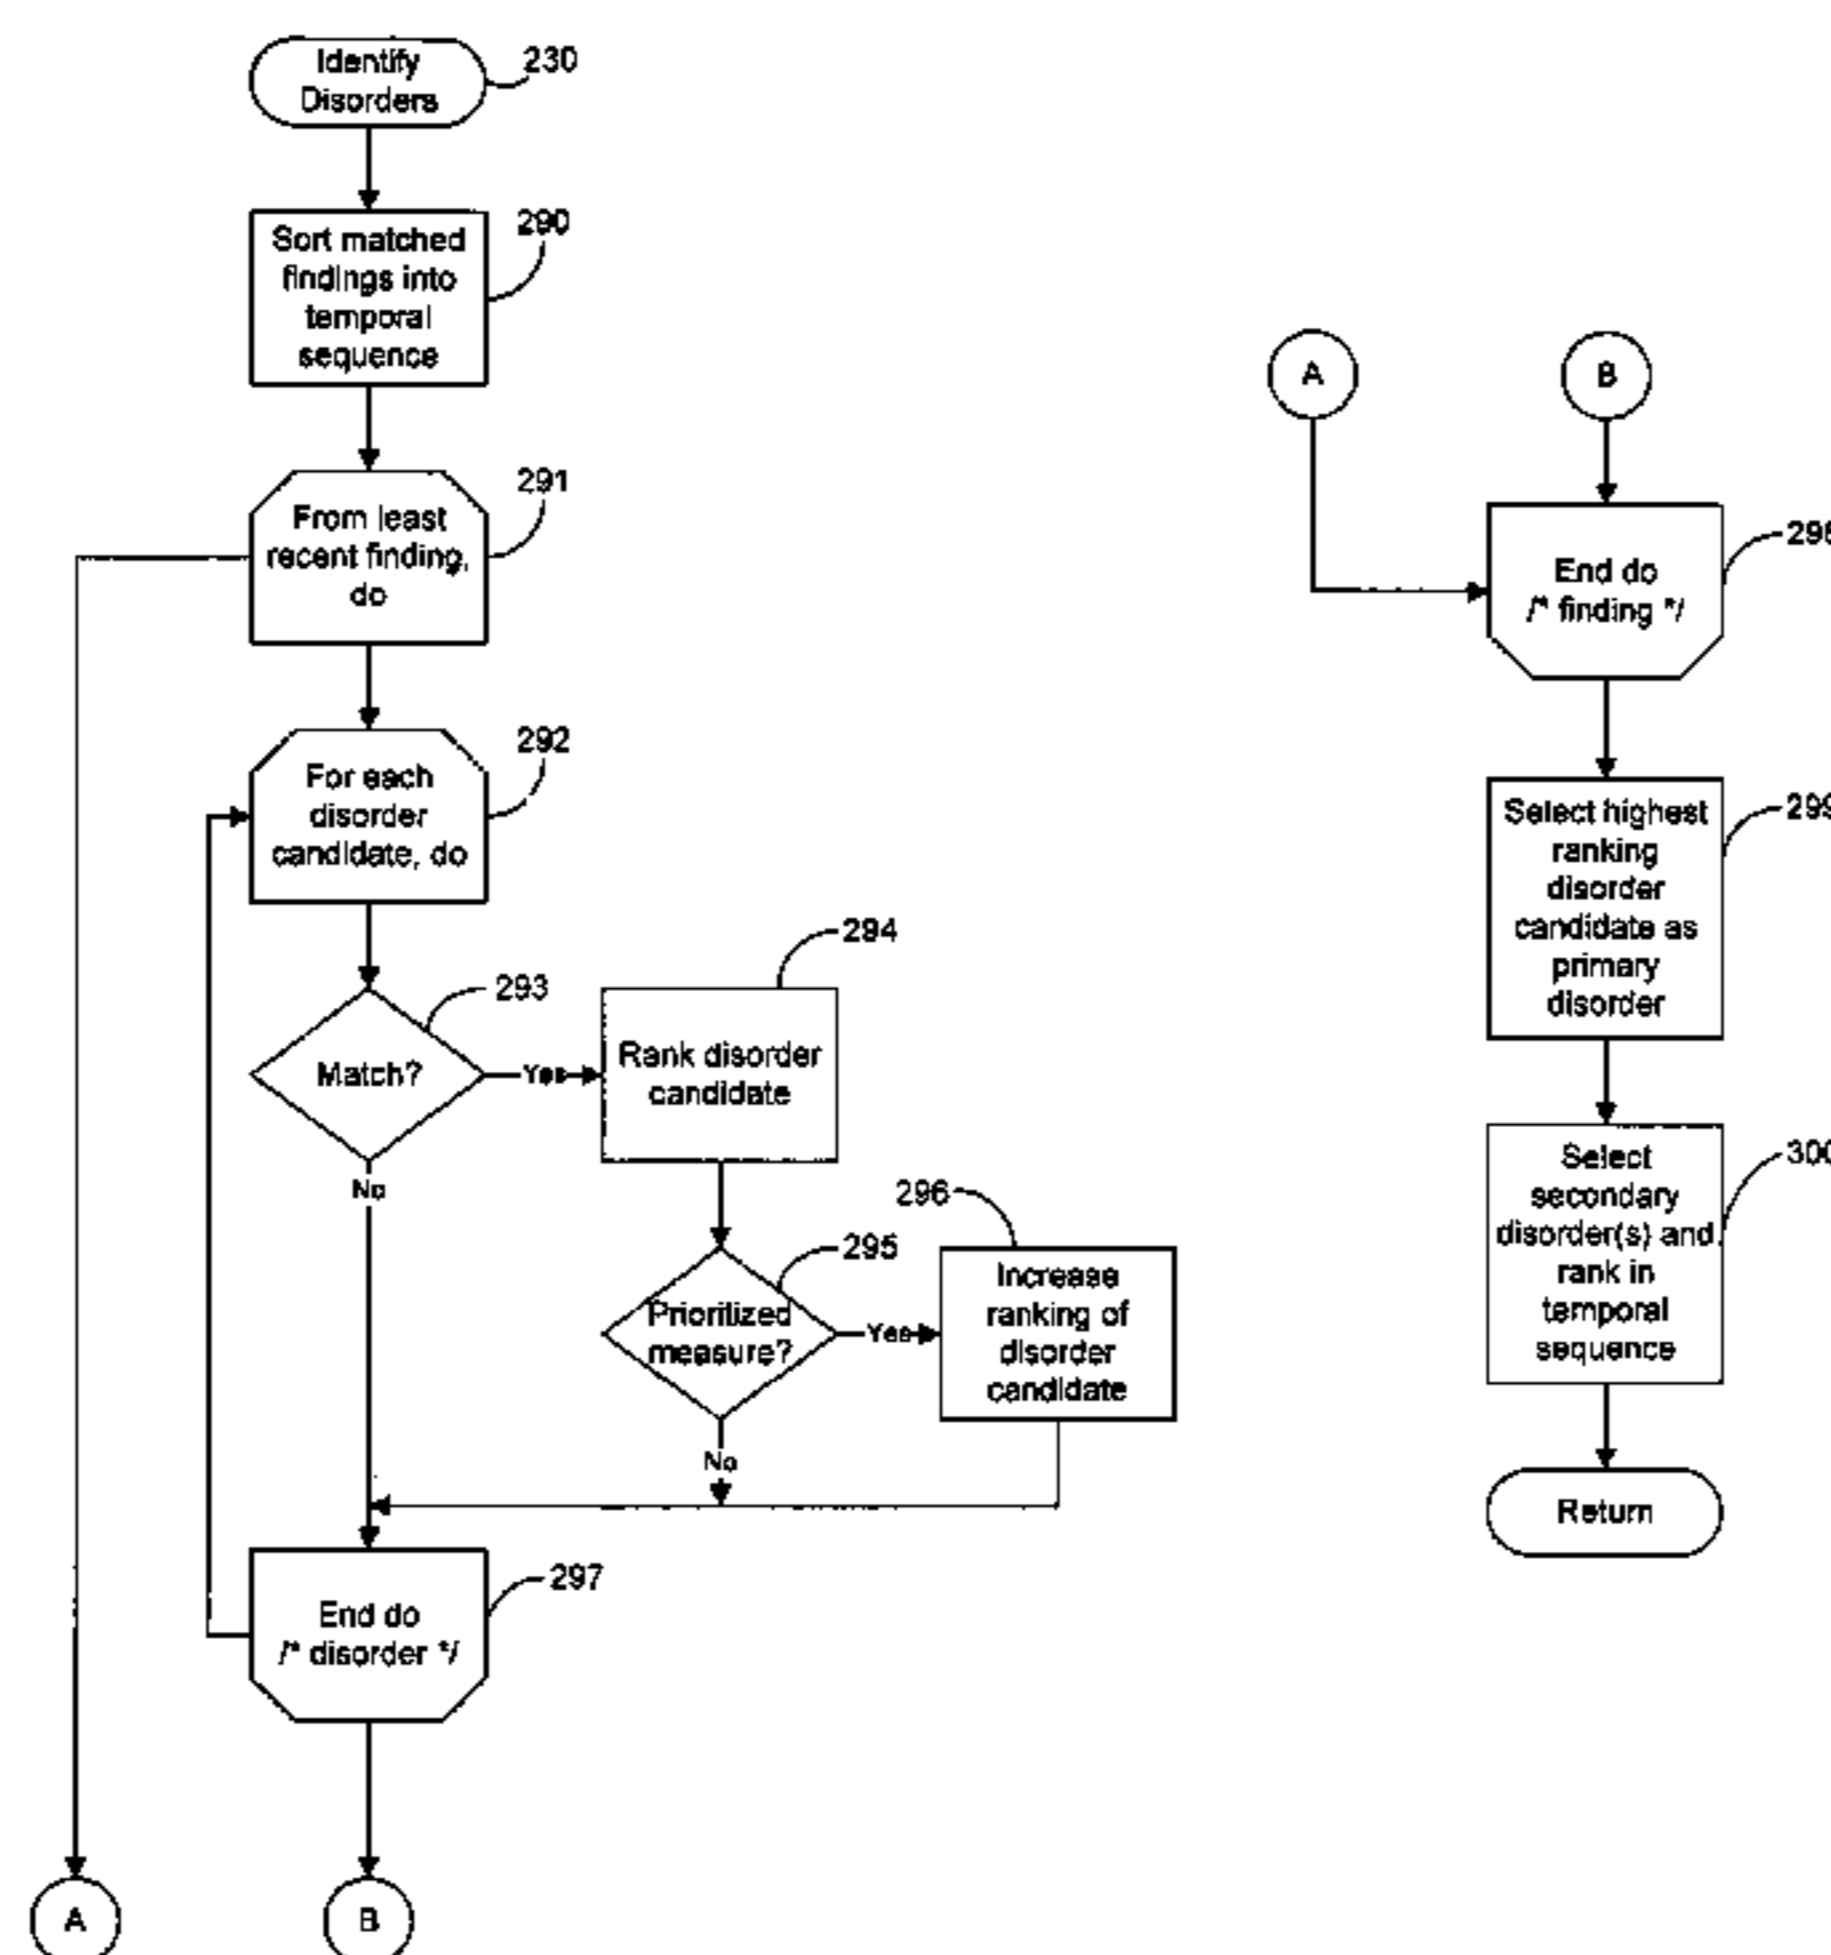 Identify
Disorders
230
Sort matched
findings into
temporal
sequence
290
From least
recent finding,
do
291
For each
disorder
candidate, do
292
Match?
293
Yes
No
Rank disorder
candidate
294
Prioritized
measure?
295
Yes
No
Increase
ranking of
disorder
candidate
296
End do
/* disorder */
297
A
B
A
B
End do
/* finding */
298
Select highest
ranking
disorder
candidate as
primary
disorder
299
Select
secondary
disorder(s) and
rank in
temporal
sequence
300
Return